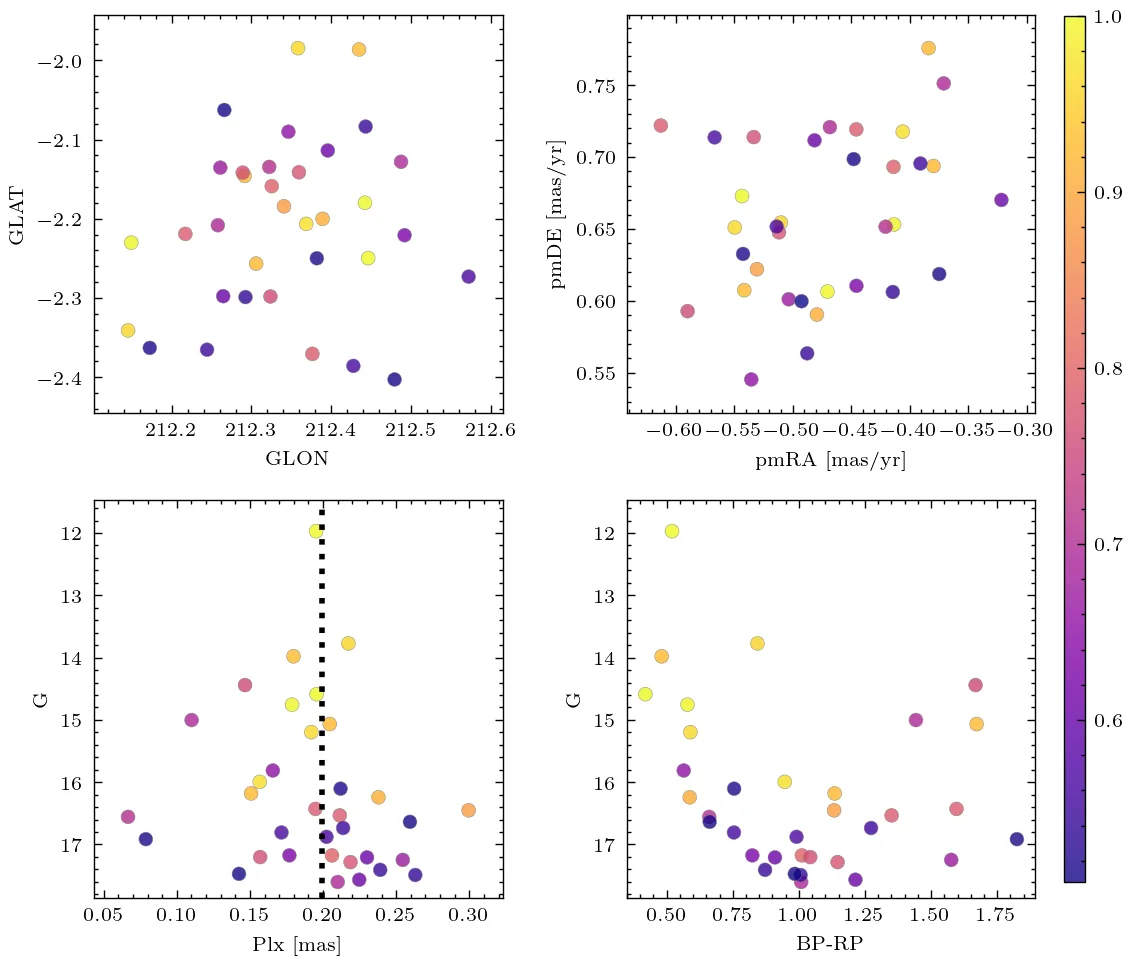 −2.0
−2.1
−2.2
−2.3
−2.4
GLAT
212.2 212.3 212.4 212.5 212.6
GLON
0.75
0.70
0.65
0.60
0.55
pmDE [mas/yr]
−0.60 −0.55 −0.50 −0.45 −0.40 −0.35 −0.30
pmRA [mas/yr]
1.0
0.9
0.8
0.7
0.6
12
13
14
15
16
17
G
0.05 0.10 0.15 0.20 0.25 0.30
Plx [mas]
12
13
14
15
16
17
G
0.50 0.75 1.00 1.25 1.50 1.75
BP-RP